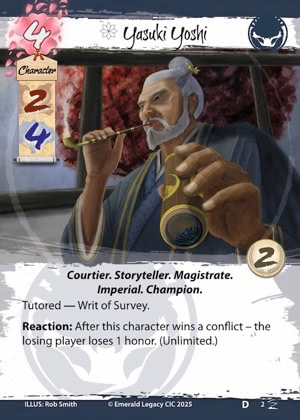 4
Yasuki Yoshi
Character
2
4
2
Courtier. Storyteller. Magistrate.
Imperial. Champion.
Tutored — Writ of Survey.
Reaction: After this character wins a conflict – the
losing player loses 1 honor. (Unlimited.)
ILLUS: Rob Smith © Emerald Legacy CIC 2025 D 2